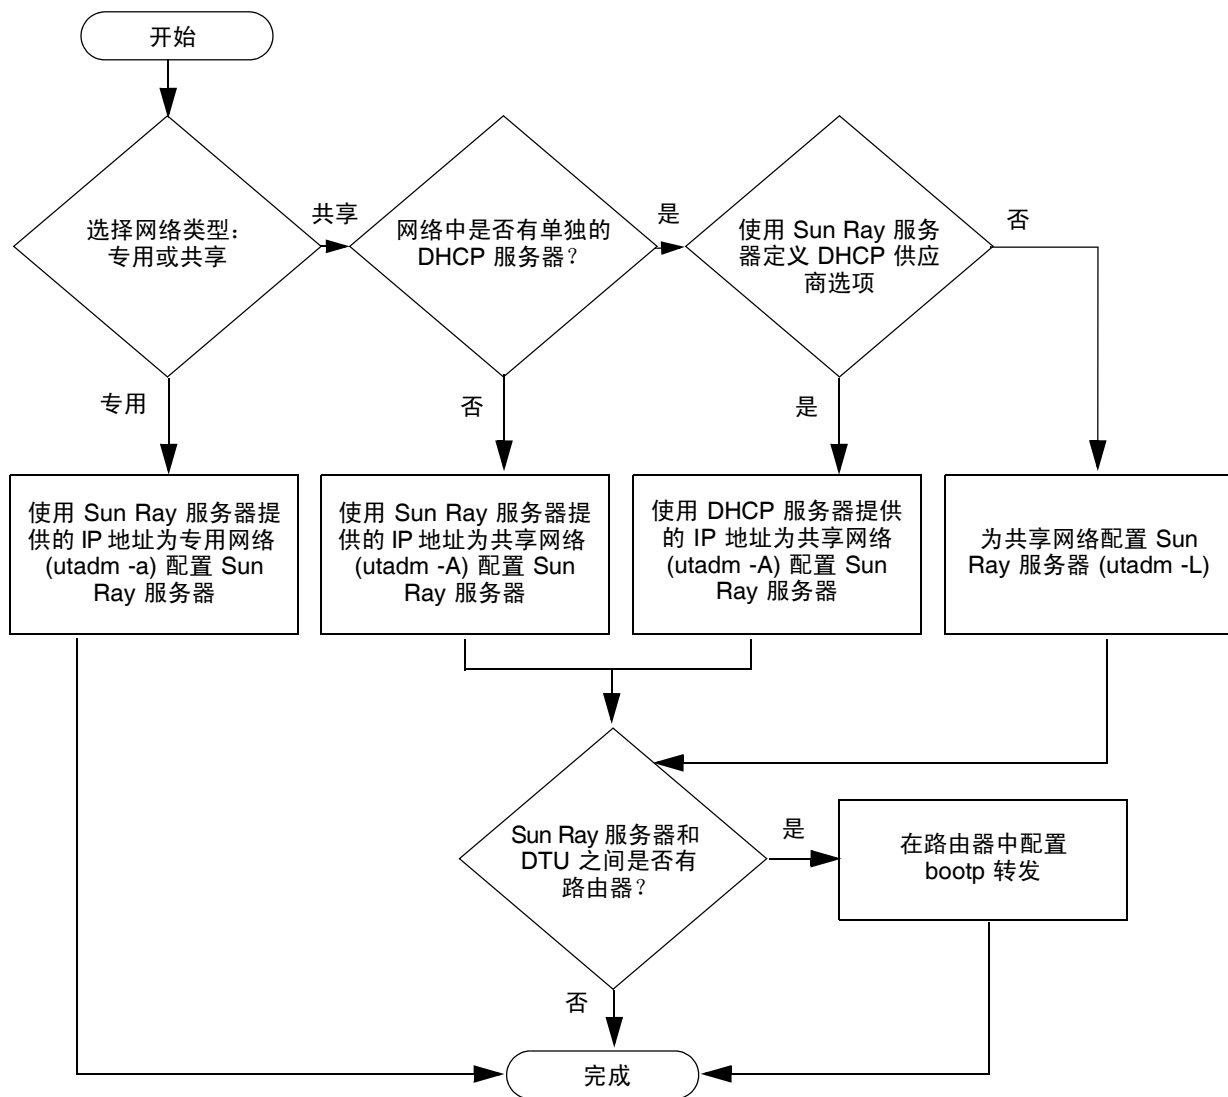 开始
选择网络类型：
专用或共享
共享
网络中是否有单独的
DHCP 服务器？
是
使用 Sun Ray 服务
器定义 DHCP 供应
商选项
否
专用
否
是
使用 Sun Ray 服务器提
供的 IP 地址为专用网络
(utadm -a) 配置 Sun
Ray 服务器
使用 Sun Ray 服务器提
供的 IP 地址为共享网络
(utadm -A) 配置 Sun
Ray 服务器
使用 DHCP 服务器提供
的 IP 地址为共享网络
(utadm -A) 配置 Sun
Ray 服务器
为共享网络配置 Sun
Ray 服务器 (utadm -L)
Sun Ray 服务器和
DTU 之间是否有
路由器？
是
在路由器中配置
bootp 转发
否
完成